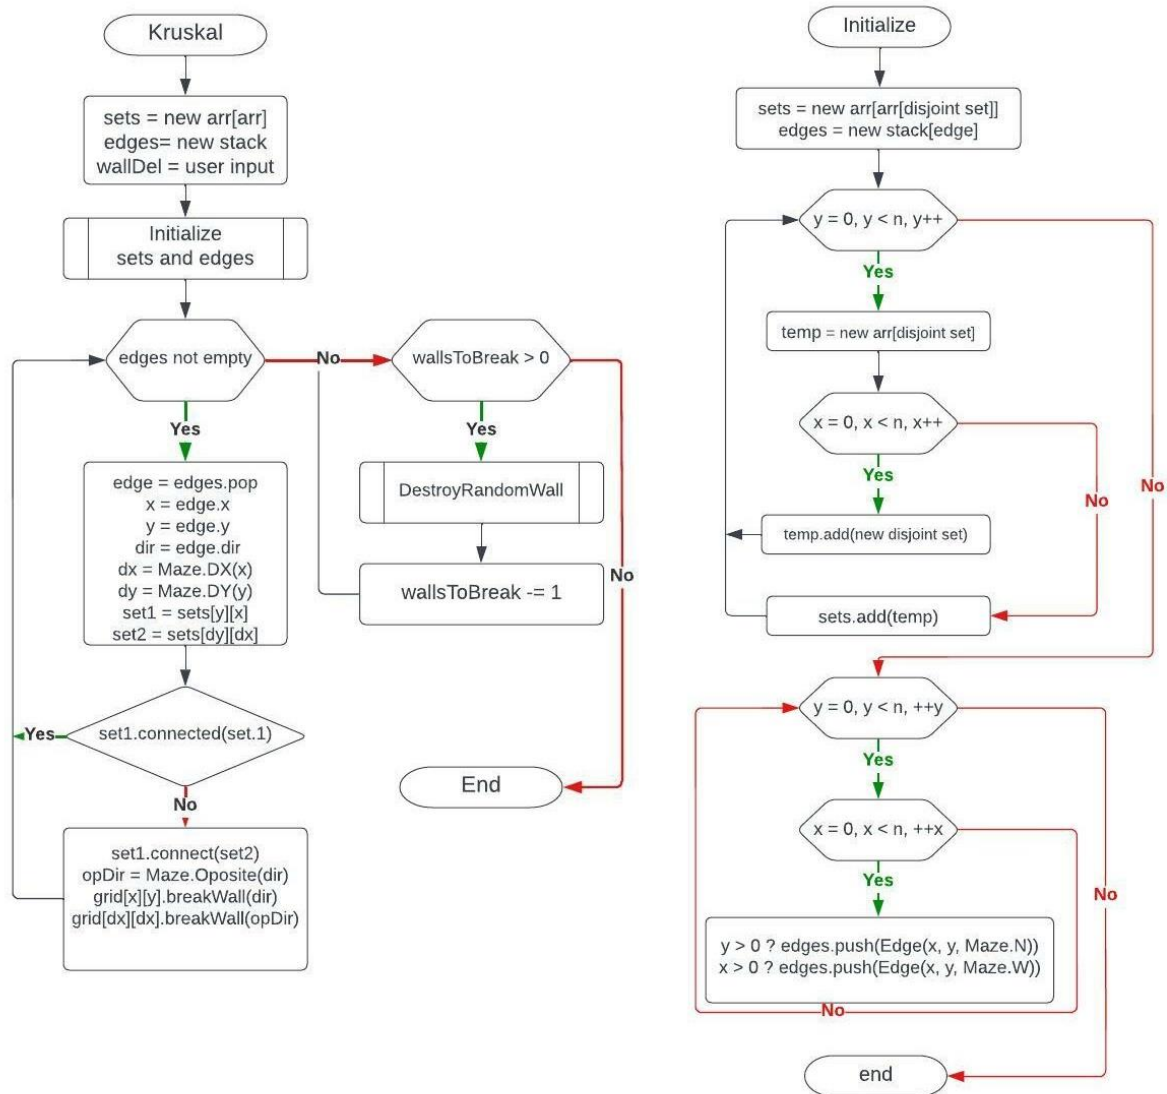 Kruskal
sets = new arr[arr]
edges= new stack
wallDel = user input
Initialize
sets and edges
edges not empty
No
wallsToBreak > 0
Yes
Yes
edge = edges.pop
x = edge.x
y = edge.y
dir = edge.dir
dx = Maze.DX(x)
dy = Maze.DY(y)
set1 = sets[y][x]
set2 = sets[dy][dx]
DestroyRandomWall
wallsToBreak -= 1
No
set1.connected(set.1)
Yes
No
End
set1.connect(set2)
opDir = Maze.Oposite(dir)
grid[x][y].breakWall(dir)
grid[dx][dx].breakWall(opDir)
Initialize
sets = new arr[arr[disjoint set]]
edges = new stack[edge]
y = 0, y < n, y++
Yes
temp = new arr[disjoint set]
x = 0, x < n, x++
Yes
No
No
temp.add(new disjoint set)
sets.add(temp)
y = 0, y < n, ++y
Yes
x = 0, x < n, ++x
Yes
No
y > 0 ? edges.push(Edge(x, y, Maze.N))
x > 0 ? edges.push(Edge(x, y, Maze.W))
No
end